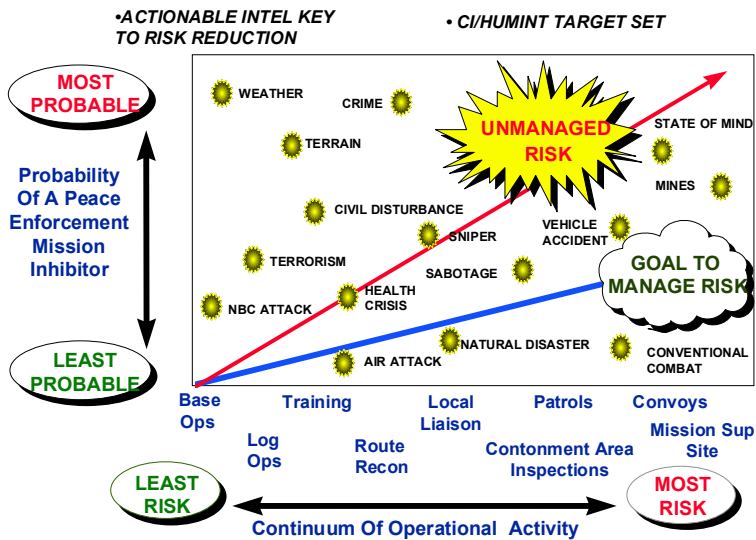 •ACTIONABLE INTEL KEY
TO RISK REDUCTION
• CI/HUMINT TARGET SET
MOST
PROBABLE
WEATHER
CRIME
UNMANAGED
RISK
STATE OF MIND
TERRAIN
MINES
Probability
Of A Peace
Enforcement
Mission
Inhibitor
CIVIL DISTURBANCE
SNIPER
VEHICLE
ACCIDENT
TERRORISM
SABOTAGE
GOAL TO
MANAGE RISK
NBC ATTACK
HEALTH
CRISIS
LEAST
PROBABLE
AIR ATTACK
NATURAL DISASTER
CONVENTIONAL
COMBAT
Base
Ops
Training
Local
Liaison
Patrols
Convoys
Log
Ops
Route
Recon
Contonment Area
Inspections
Mission Sup
Site
LEAST
RISK
MOST
RISK
Continuum Of Operational Activity